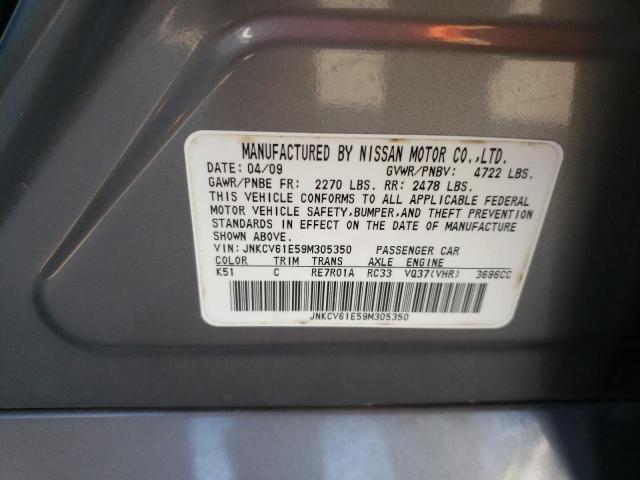 MANUFACTURED BY NISSAN MOTOR CO.,LTD.
DATE: 04/09 GVWR/PNBV: 4722 LBS.
GAWR/PNBE FR: 2270 LBS. RR: 2478 LBS.
THIS VEHICLE CONFORMS TO ALL APPLICABLE FEDERAL
MOTOR VEHICLE SAFETY,BUMPER,AND THEFT PREVENTION
STANDARDS IN EFFECT ON THE DATE OF MANUFACTURE
SHOWN ABOVE.
VIN: JNKCV61E59M305350 PASSENGER CAR
COLOR TRIM TRANS AXLE ENGINE
K51 C RE7R01A RC33 VQ37(VHR) 3696CC
JNKCV61E59M305350